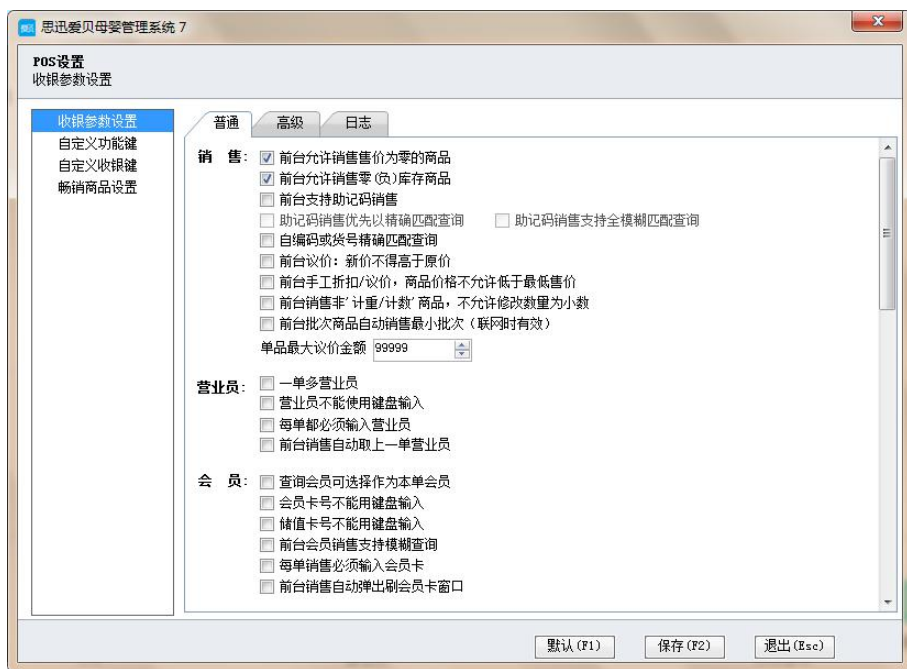 爱贝 思迅爱贝母婴管理系统 7
POS设置
收银参数设置
收银参数设置
自定义功能键
自定义收银键
畅销商品设置
普通 高级 日志
销 售: 前台允许销售售价为零的商品
前台允许销售零(负)库存商品
前台支持助记码销售
助记码销售优先以精确匹配查询 助记码销售支持全模糊匹配查询
自编码或货号精确匹配查询
前台议价: 新价不得高于原价
前台手工折扣/议价, 商品价格不允许低于最低售价
前台销售非'计重/计数'商品, 不允许修改数量为小数
前台批次商品自动销售最小批次 (联网时有效)
单品最大议价金额 99999
营业员: 一单多营业员
营业员不能使用键盘输入
每单都必须输入营业员
前台销售自动取上一单营业员
会 员: 查询会员可选择作为本单会员
会员卡号不能用键盘输入
储值卡号不能用键盘输入
前台会员销售支持模糊查询
每单销售必须输入会员卡
前台销售自动弹出刷会员卡窗口
默认(F1) 保存(F2) 退出(Esc)